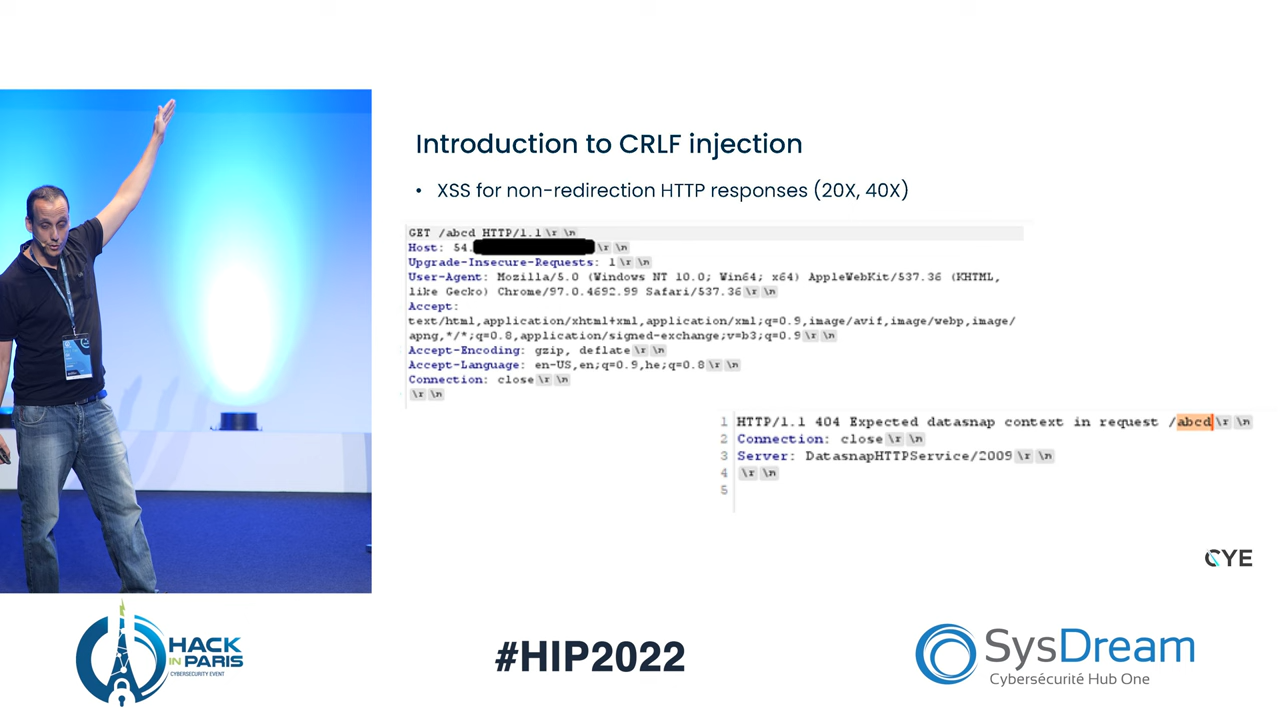 Introduction to CRLF injection
• XSS for non-redirection HTTP responses (20X, 40X)
GET /abcd HTTP/1.1 \r \n
Host: 54. \r \n
Upgrade-Insecure-Requests: 1 \r \n
User-Agent: Mozilla/5.0 (Windows NT 10.0; Win64; x64) AppleWebKit/537.36 (KHTML,
like Gecko) Chrome/97.0.4692.99 Safari/537.36 \r \n
Accept:
text/html,application/xhtml+xml,application/xml;q=0.9,image/avif,image/webp,image/
apng,*/*;q=0.8,application/signed-exchange;v=b3;q=0.9 \r \n
Accept-Encoding: gzip, deflate \r \n
Accept-Language: en-US,en;q=0.9,he;q=0.8 \r \n
Connection: close \r \n
\r \n
1 HTTP/1.1 404 Expected datasnap context in request /abcd \r \n
2 Connection: close \r \n
3 Server: DatasnapHTTPService/2009 \r \n
4 \r \n
5
CYE
HACK
IN PARIS
CYBERSECURITY EVENT
#HIP2022
SysDream
Cybersécurité Hub One